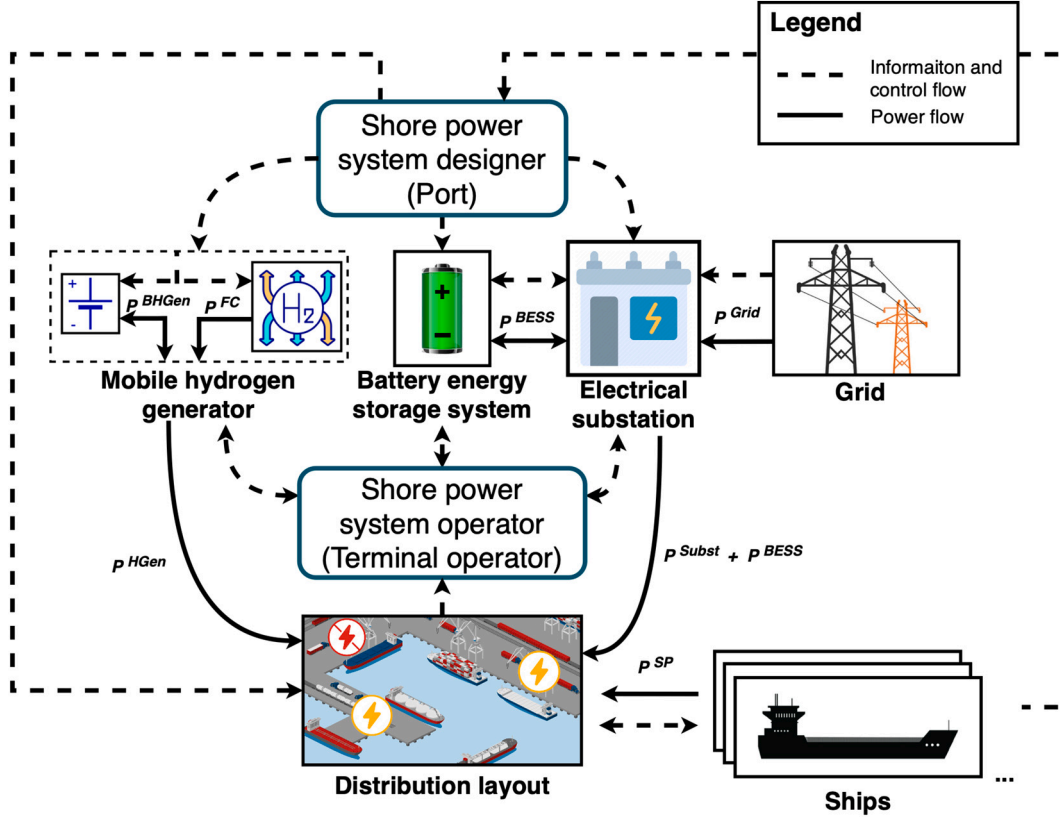 Legend
Informaiton and
control flow
Power flow
Shore power
system designer
(Port)
+
-
P BHGen
P FC
H2
+
−
P BESS
P Grid
Mobile hydrogen
generator
Battery energy
storage system
Electrical
substation
Grid
Shore power
system operator
(Terminal operator)
P HGen
P Subst + P BESS
P SP
Distribution layout
Ships
...